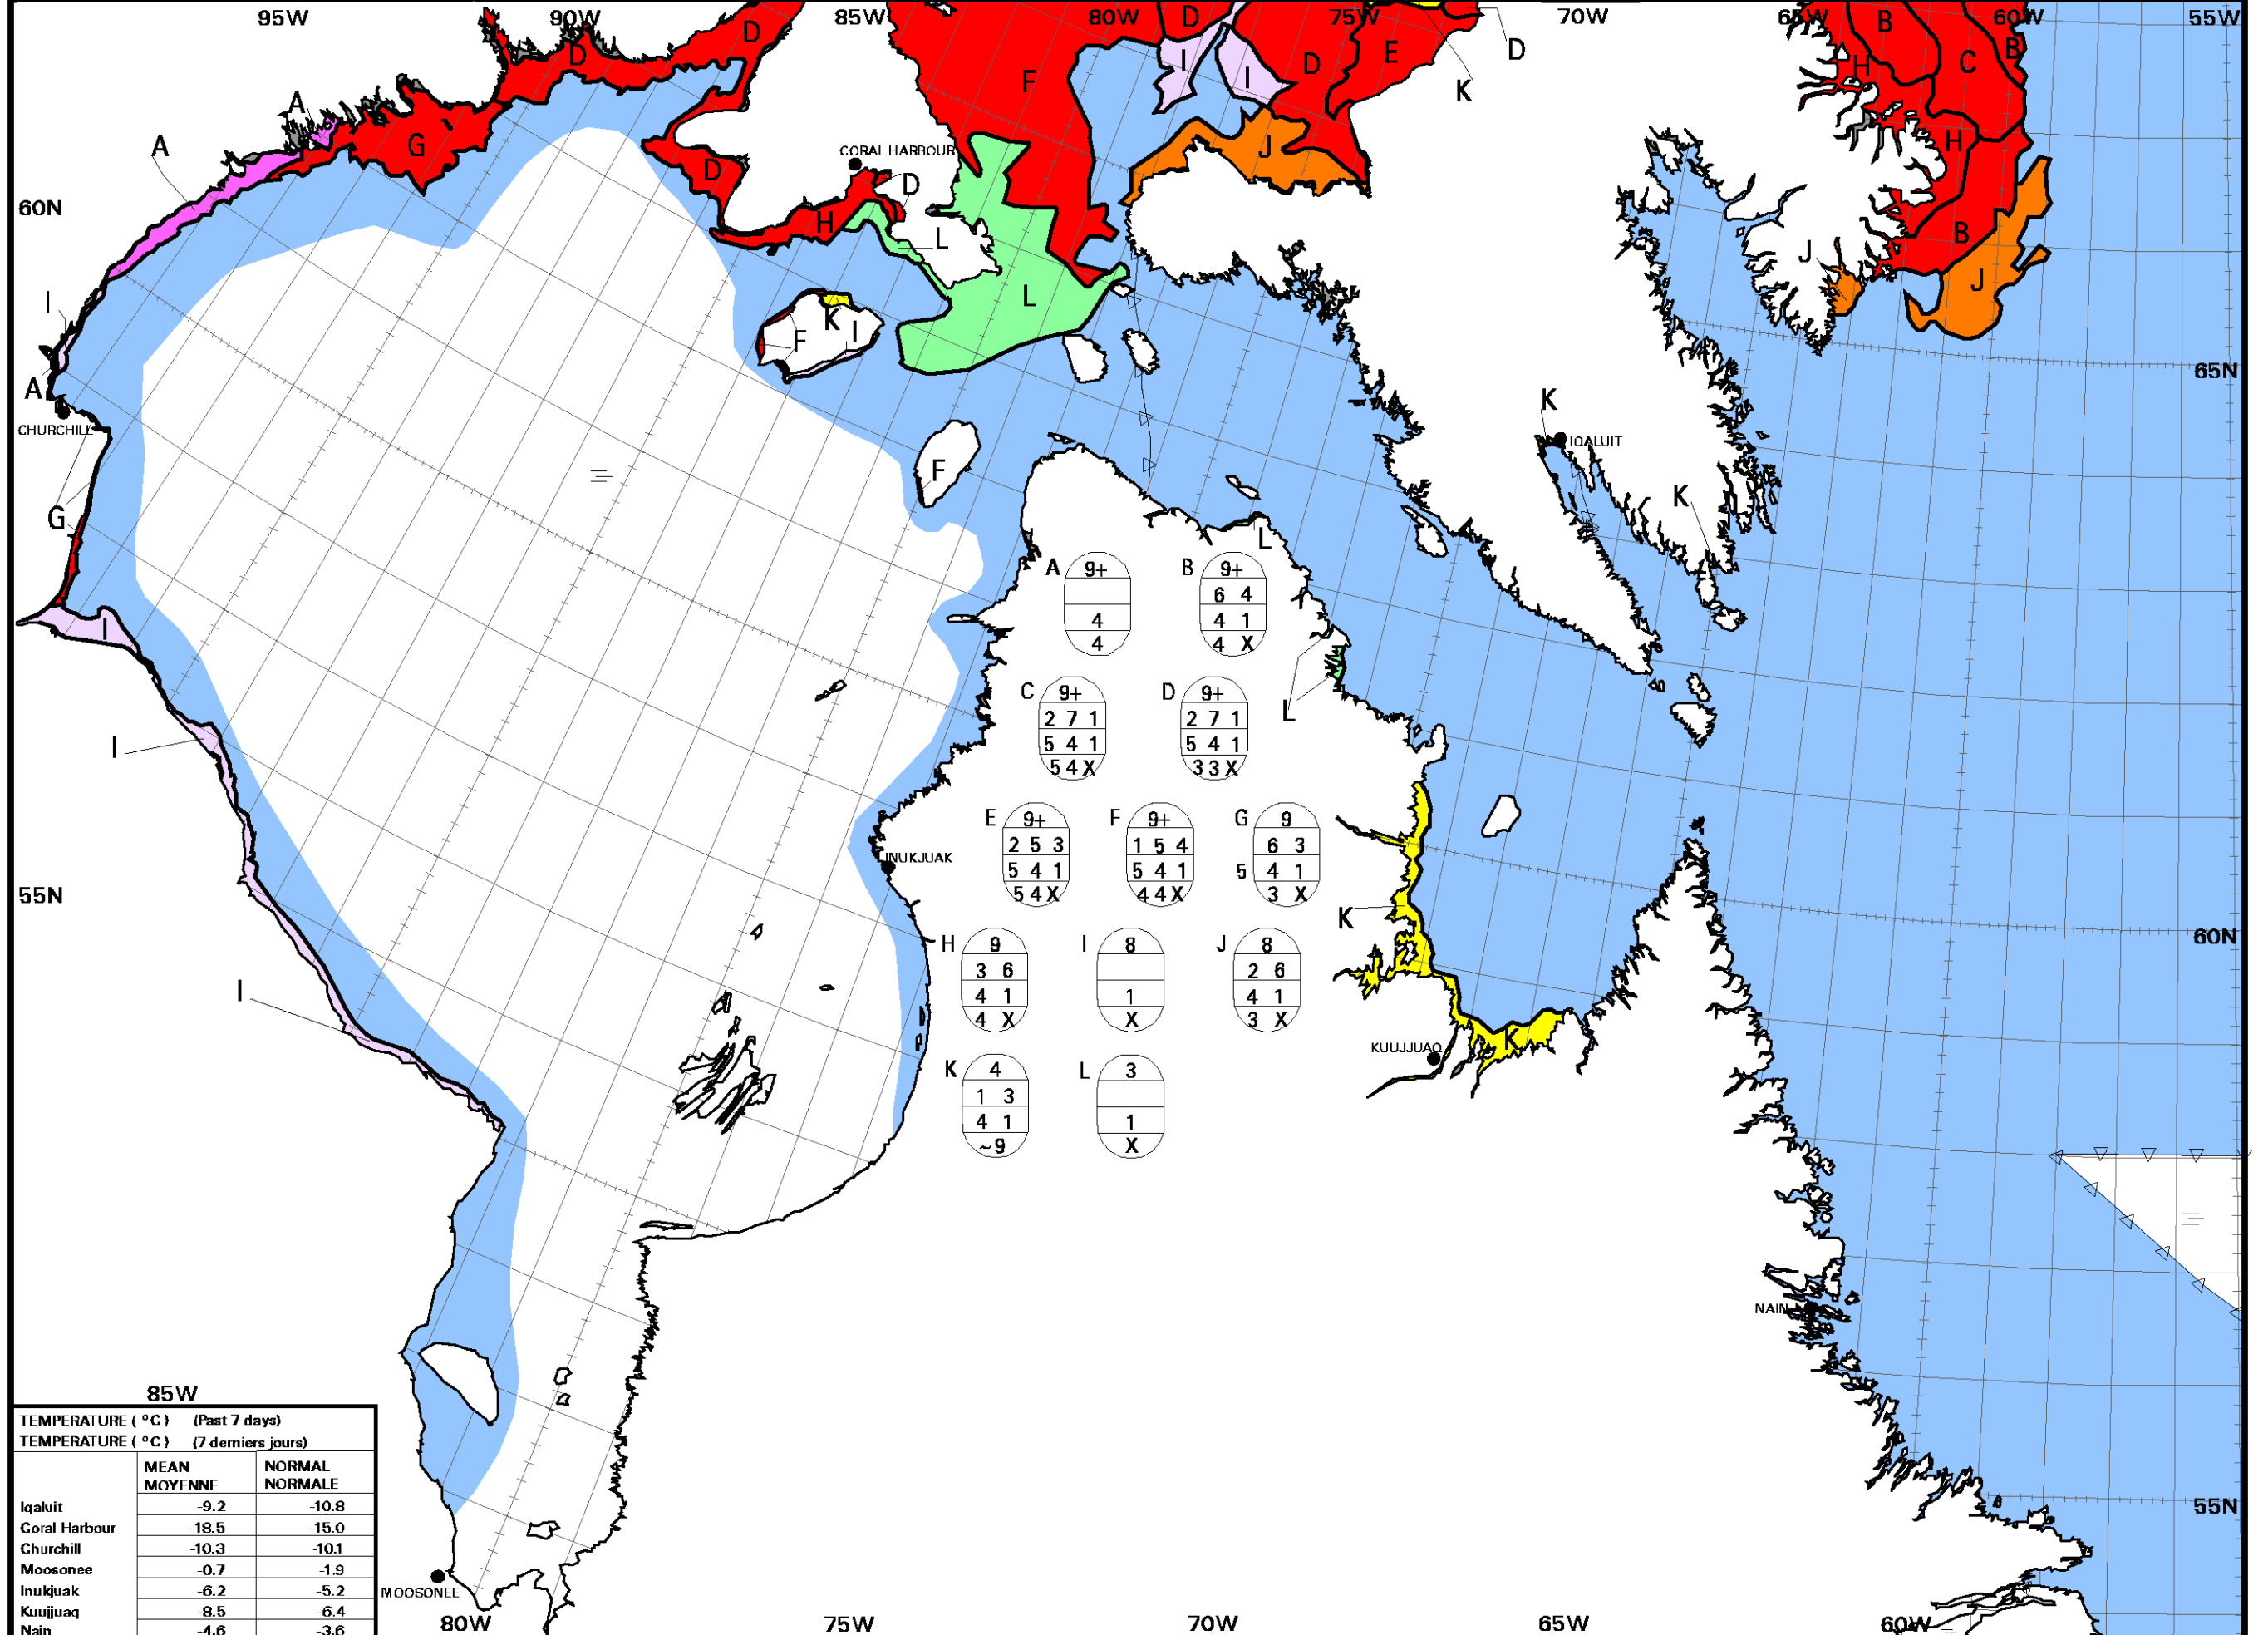 95W 90W 85W 80W 75W 70W 65W 60W 55W
D D F D I I D E K D K B H C B
A A G D CORAL HARBOUR D H L L J H B J J
60N
I A CHURCHILL G I
F K I F
65N
K IQALUIT K
L L
A 9+ 4 4
B 9+ 6 4 4 1 4 X
C 9+ 2 7 1 5 4 1 5 4 X
D 9+ 2 7 1 5 4 1 3 3 X
E 9+ 2 5 3 5 4 1 5 4 X
F 9+ 1 5 4 5 4 1 4 4 X
G 9 6 3 5 4 1 3 X
H 9 3 6 4 1 4 X
I 8 1 X
J 8 2 6 4 1 3 X
K 4 1 3 4 1 ~9
L 3 1 X
I
INUKJUAK
55N
K
60N
I
KUUJJUAQ K
NAIN
85W
TEMPERATURE ( °C ) (Past 7 days)
TEMPERATURE ( °C ) (7 derniers jours)
MEAN NORMAL
MOYENNE NORMALE
Iqaluit -9.2 -10.8
Coral Harbour -18.5 -15.0
Churchill -10.3 -10.1
Moosonee -0.7 -1.9
Inukjuak -6.2 -5.2
Kuujjuaq -8.5 -6.4
Nain -4.6 -3.6
55N
MOOSONEE
80W 75W 70W 65W 60W